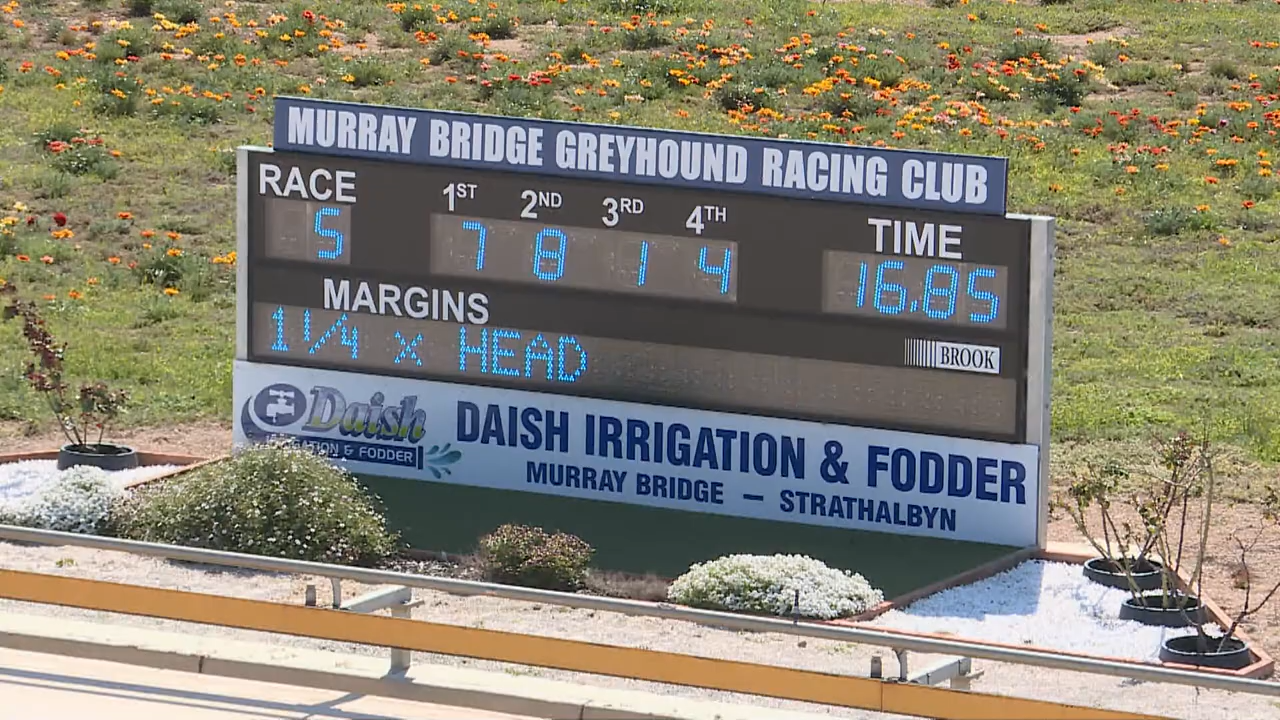 MURRAY BRIDGE GREYHOUND RACING CLUB
RACE 1ST 2ND 3RD 4TH TIME
5 7 8 1 4 16.85
MARGINS
1 1/4 x HEAD
BROOK
Daish
IRRIGATION & FODDER
DAISH IRRIGATION & FODDER
MURRAY BRIDGE – STRATHALBYN